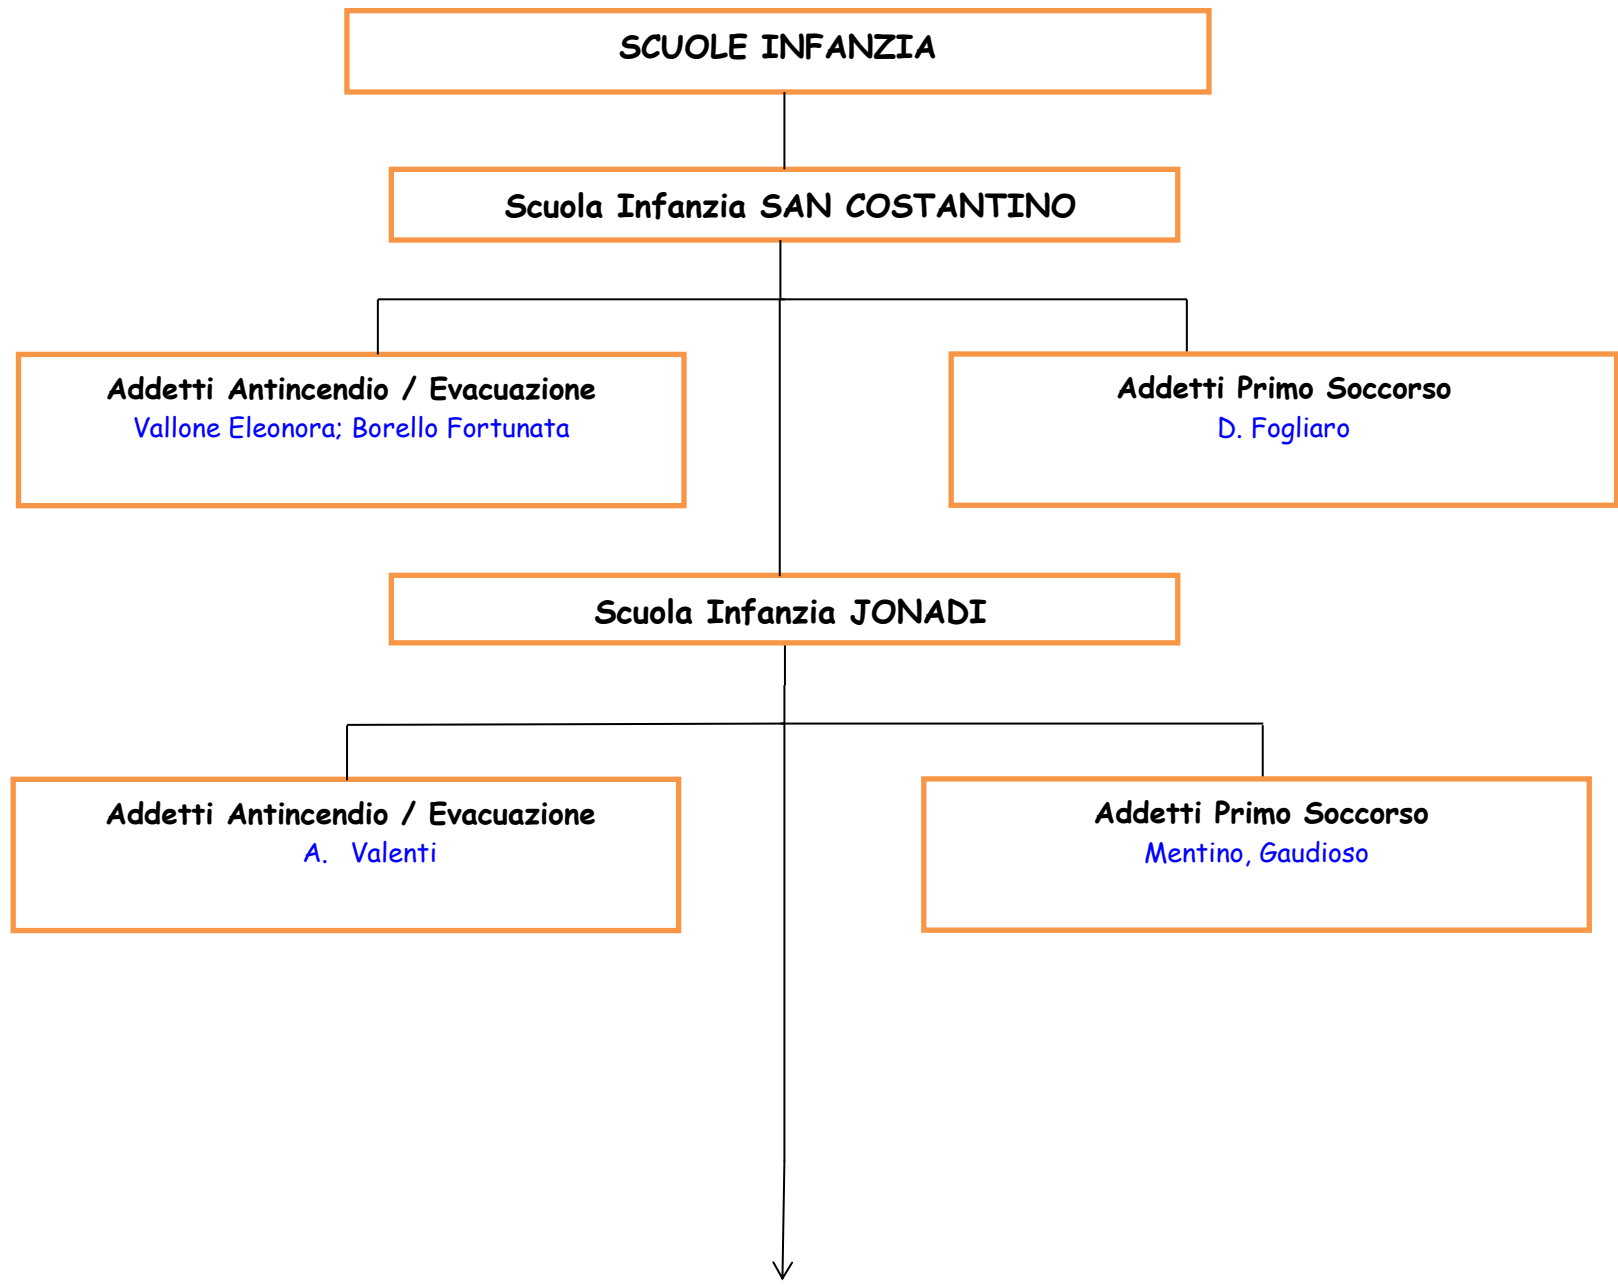 SCUOLE INFANZIA
Scuola Infanzia SAN COSTANTINO
Addetti Antincendio / Evacuazione
Vallone Eleonora; Borello Fortunata
Addetti Primo Soccorso
D. Fogliaro
Scuola Infanzia JONADI
Addetti Antincendio / Evacuazione
A. Valenti
Addetti Primo Soccorso
Mentino, Gaudioso